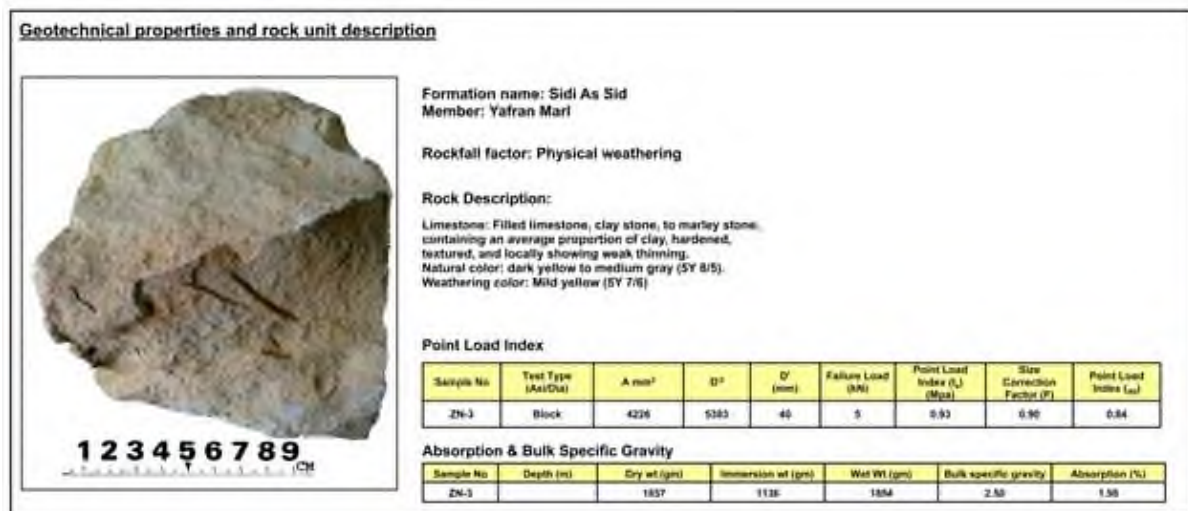 Geotechnical properties and rock unit description
Formation name: Sidi As Sid
Member: Yafran Marl
Rockfall factor: Physical weathering
Rock Description:
Limestone: Filled limestone, clay stone, to marley stone,
containing an average proportion of clay, hardened,
textured, and locally showing weak thinning.
Natural color: dark yellow to medium gray (5Y 8/5).
Weathering color: Mild yellow (5Y 7/6)
Point Load Index
Sample No Test Type (Axi/Dia) A mm² D² D' (mm) Failure Load (kN) Point Load Index (Is) (Mpa) Size Correction Factor (F) Point Load Index
ZN-3 Block 4226 5383 40 5 0.93 0.90 0.84
1 2 3 4 5 6 7 8 9 CM
Absorption & Bulk Specific Gravity
Sample No Depth (m) Dry wt (gm) Immersion wt (gm) Wet Wt (gm) Bulk specific gravity Absorption (%)
ZN-3 1136 2.50